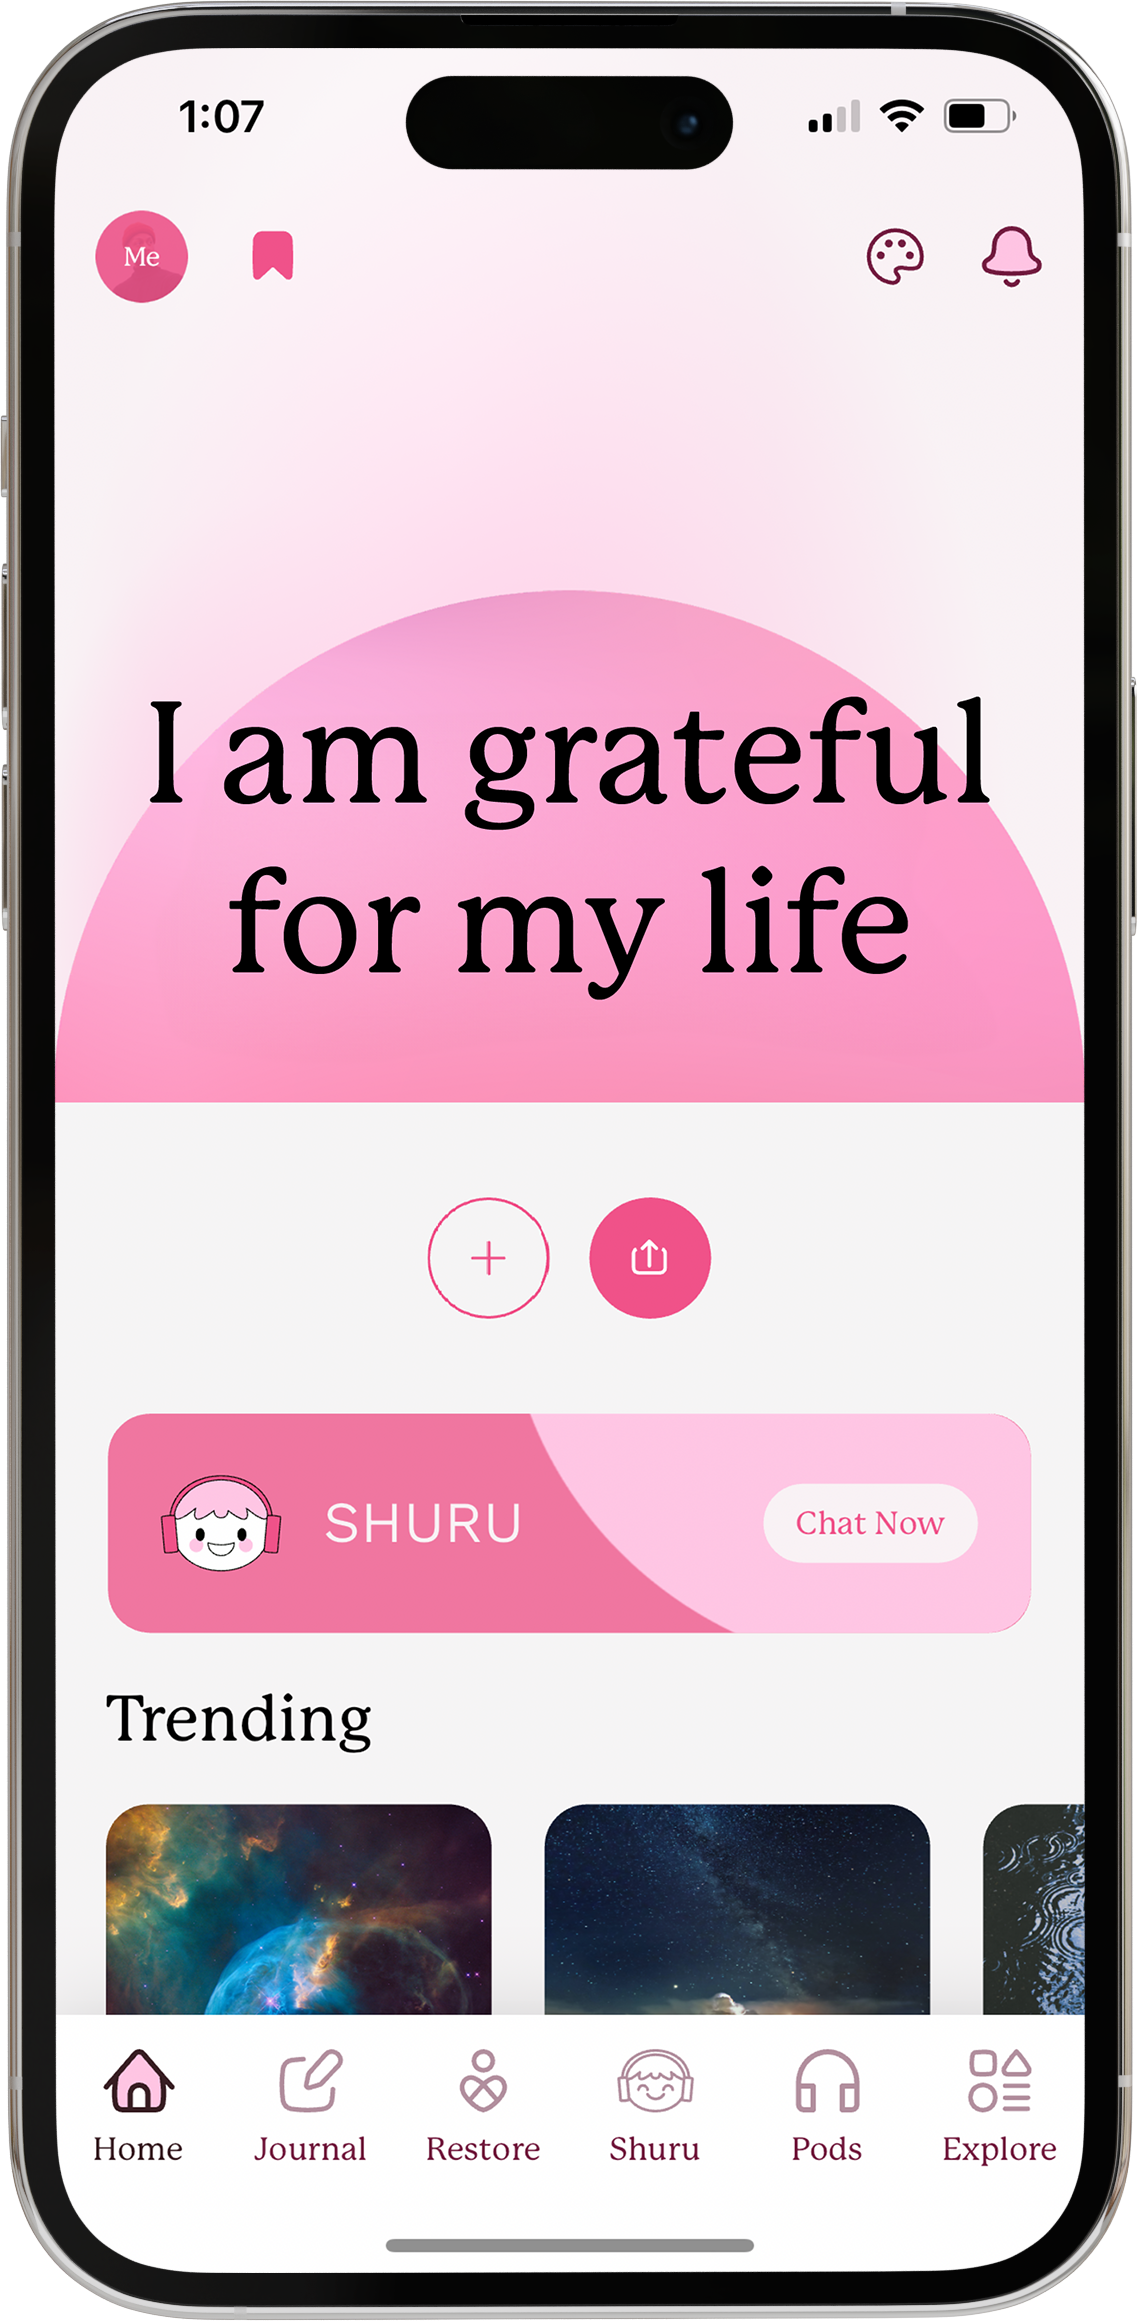 1:07
Me
I am grateful
for my life
SHURU
Chat Now
Trending
Home
Journal
Restore
Shuru
Pods
Explore